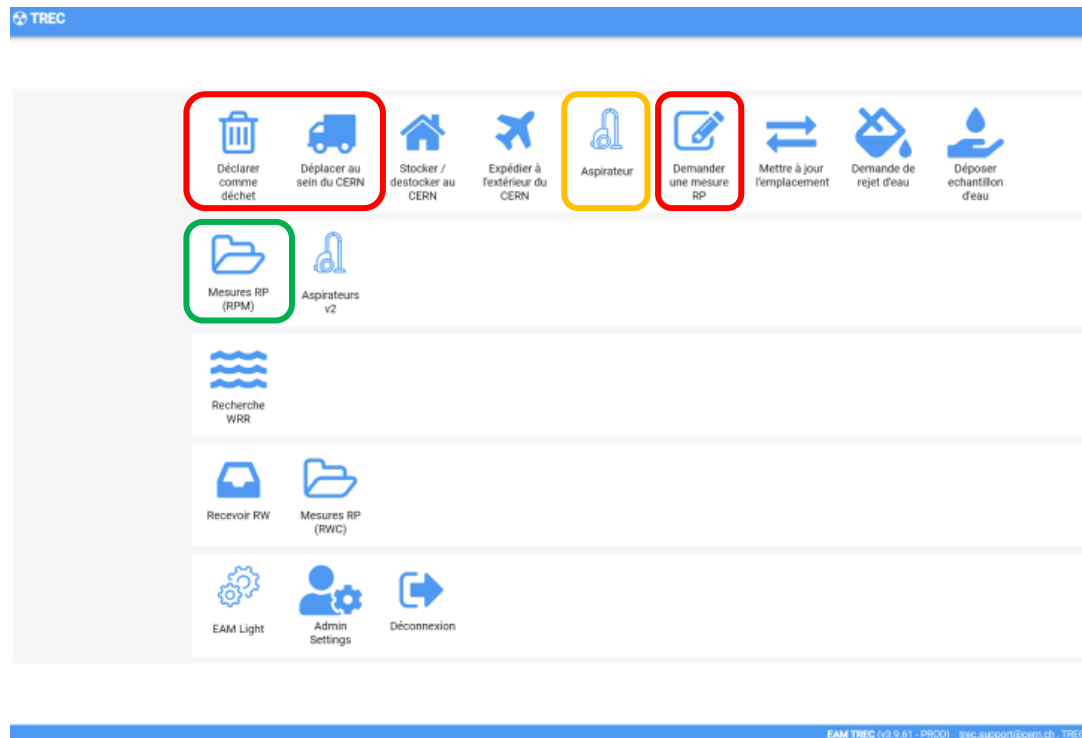 TREC
Déclarer
comme
déchet
Déplacer au
sein du CERN
Stocker /
destocker au
CERN
Expédier à
l'extérieur du
CERN
Aspirateur
Demander
une mesure
RP
Mettre à jour
l'emplacement
Demande de
rejet d'eau
Déposer
echantillon
d'eau
Mesures RP
(RPM)
Aspirateurs
v2
Recherche
WRR
Recevoir RW
Mesures RP
(RWC)
EAM Light
Admin
Settings
Déconnexion
EAM TREC (v3.9.61 - PROD) trec.support@cern.ch , TREC